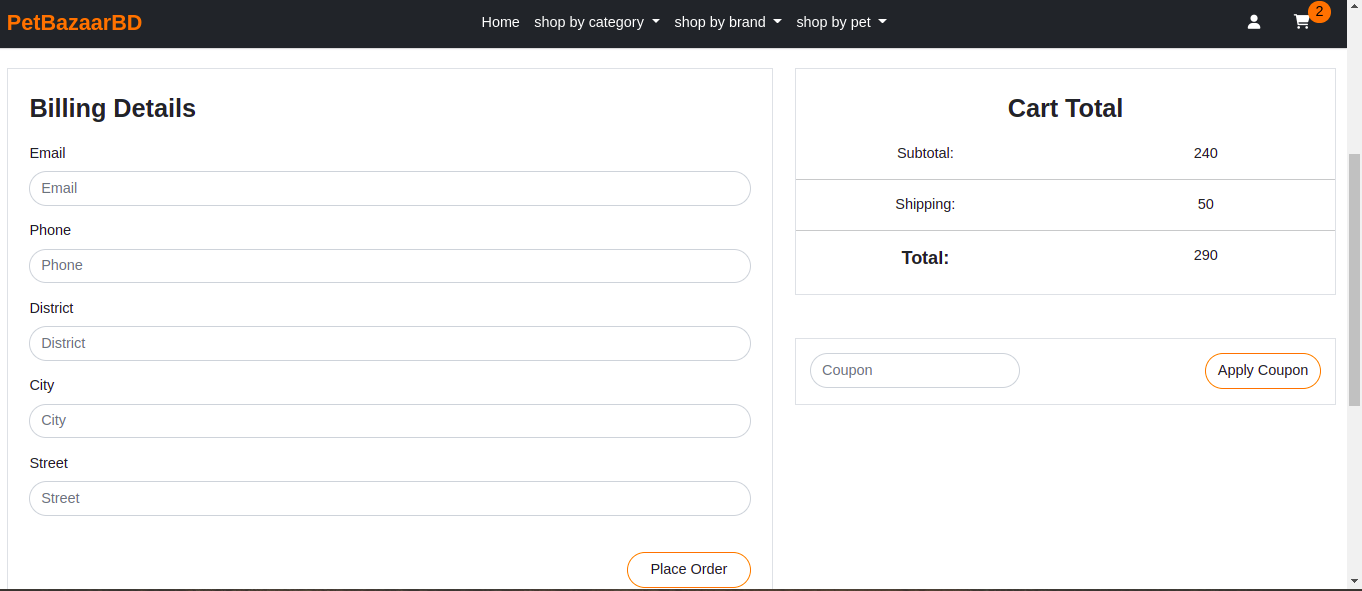 PetBazaarBD Home shop by category shop by brand shop by pet 2
Billing Details
Email
Email
Phone
Phone
District
District
City
City
Street
Street
Place Order
Cart Total
Subtotal: 240
Shipping: 50
Total: 290
Coupon Apply Coupon